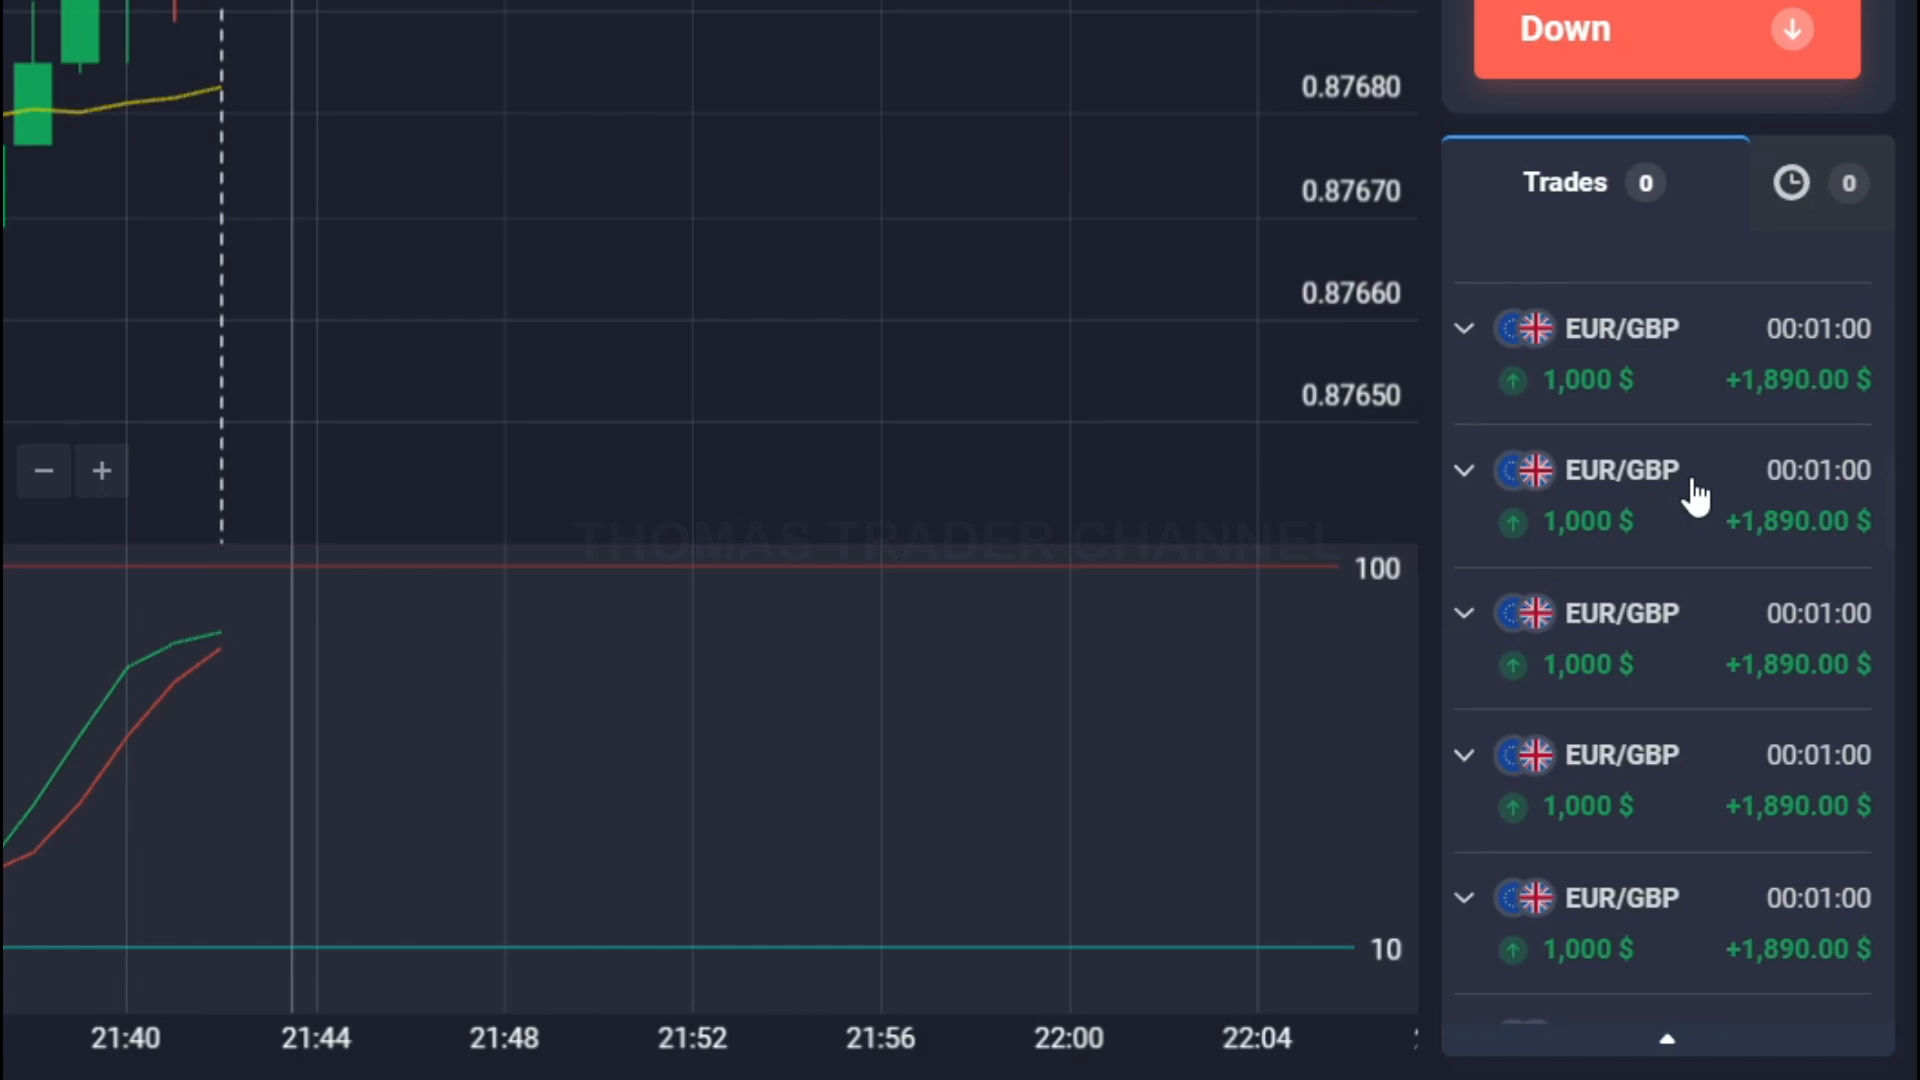 Down
0.87680
0.87670
0.87660
0.87650
− +
THOMAS TRADER CHANNEL
100
10
21:40 21:44 21:48 21:52 21:56 22:00 22:04
Trades 0 0
EUR/GBP 00:01:00
1,000 $ +1,890.00 $
EUR/GBP 00:01:00
1,000 $ +1,890.00 $
EUR/GBP 00:01:00
1,000 $ +1,890.00 $
EUR/GBP 00:01:00
1,000 $ +1,890.00 $
EUR/GBP 00:01:00
1,000 $ +1,890.00 $